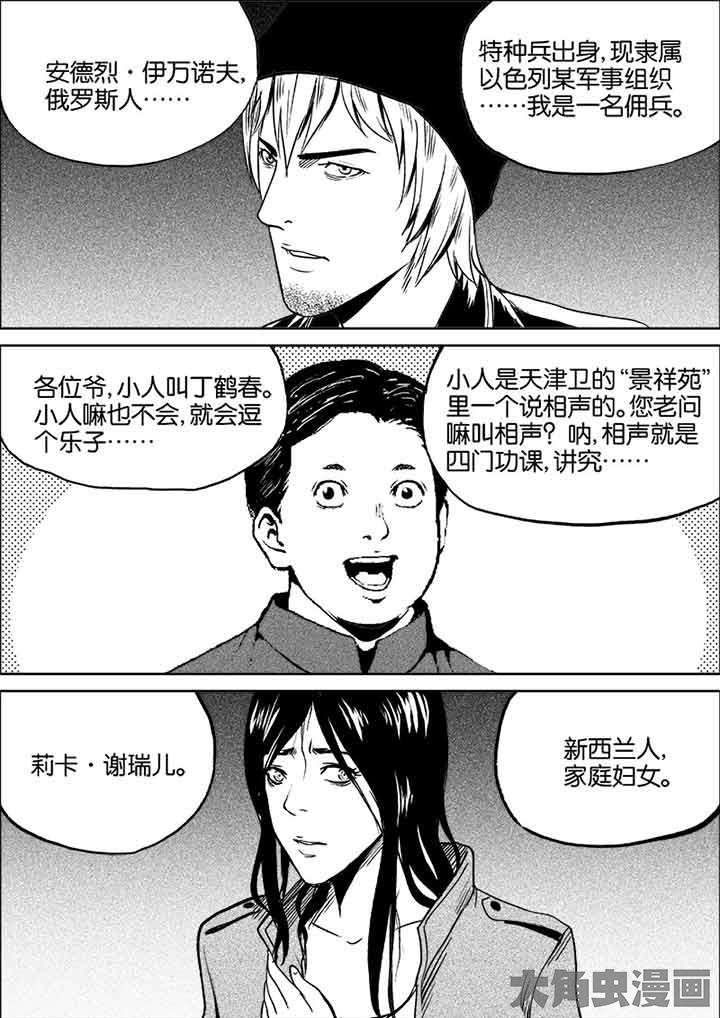 安德烈·伊万诺夫,
俄罗斯人……
特种兵出身,现隶属
以色列某军事组织
……我是一名佣兵。
各位爷,小人叫丁鹤春。
小人嘛也不会,就会逗
个乐子……
小人是天津卫的“景祥苑”
里一个说相声的。您老问
嘛叫相声?呐,相声就是
四门功课,讲究……
莉卡·谢瑞儿。
新西兰人,
家庭妇女。
大角虫漫画